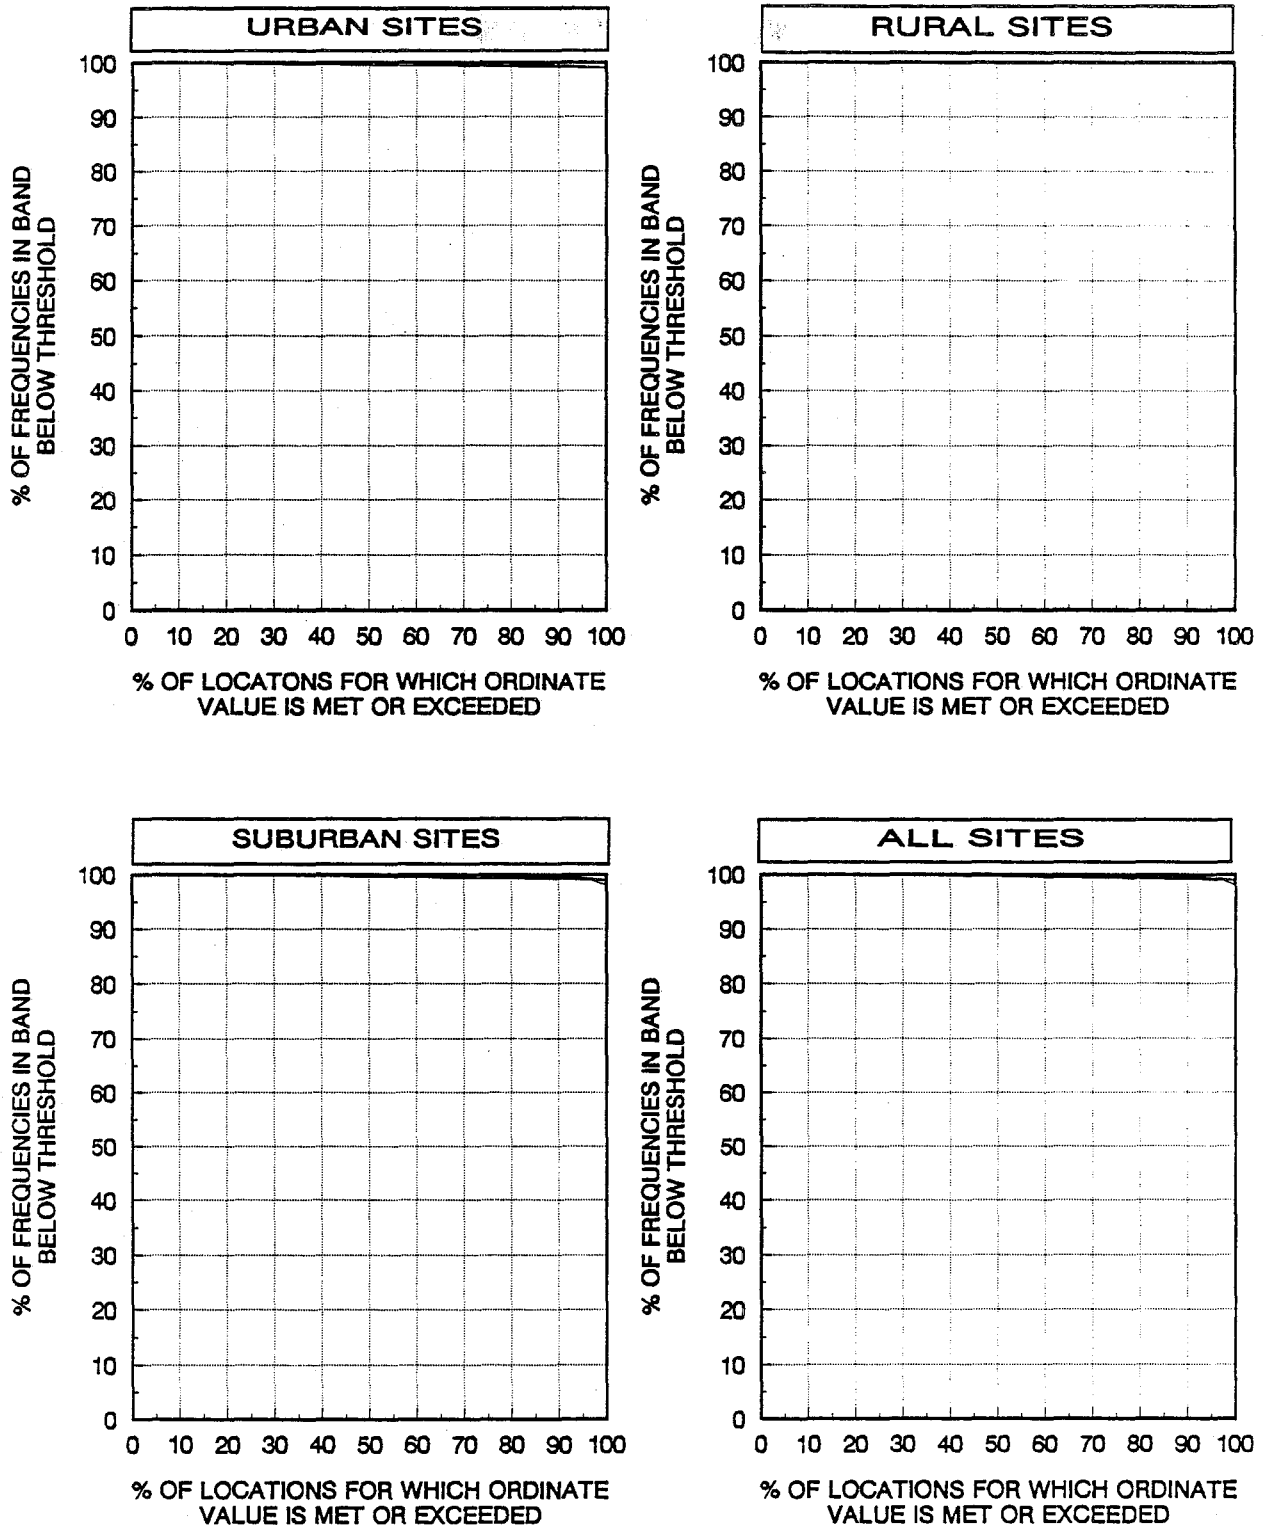 URBAN SITES
100
90
80
70
60
50
40
30
20
10
0
0 10 20 30 40 50 60 70 80 90 100
% OF FREQUENCIES IN BAND
BELOW THRESHOLD
% OF LOCATONS FOR WHICH ORDINATE
VALUE IS MET OR EXCEEDED
RURAL SITES
100
90
80
70
60
50
40
30
20
10
0
0 10 20 30 40 50 60 70 80 90 100
% OF FREQUENCIES IN BAND
BELOW THRESHOLD
% OF LOCATIONS FOR WHICH ORDINATE
VALUE IS MET OR EXCEEDED
SUBURBAN SITES
100
90
80
70
60
50
40
30
20
10
0
0 10 20 30 40 50 60 70 80 90 100
% OF FREQUENCIES IN BAND
BELOW THRESHOLD
% OF LOCATIONS FOR WHICH ORDINATE
VALUE IS MET OR EXCEEDED
ALL SITES
100
90
80
70
60
50
40
30
20
10
0
0 10 20 30 40 50 60 70 80 90 100
% OF FREQUENCIES IN BAND
BELOW THRESHOLD
% OF LOCATIONS FOR WHICH ORDINATE
VALUE IS MET OR EXCEEDED